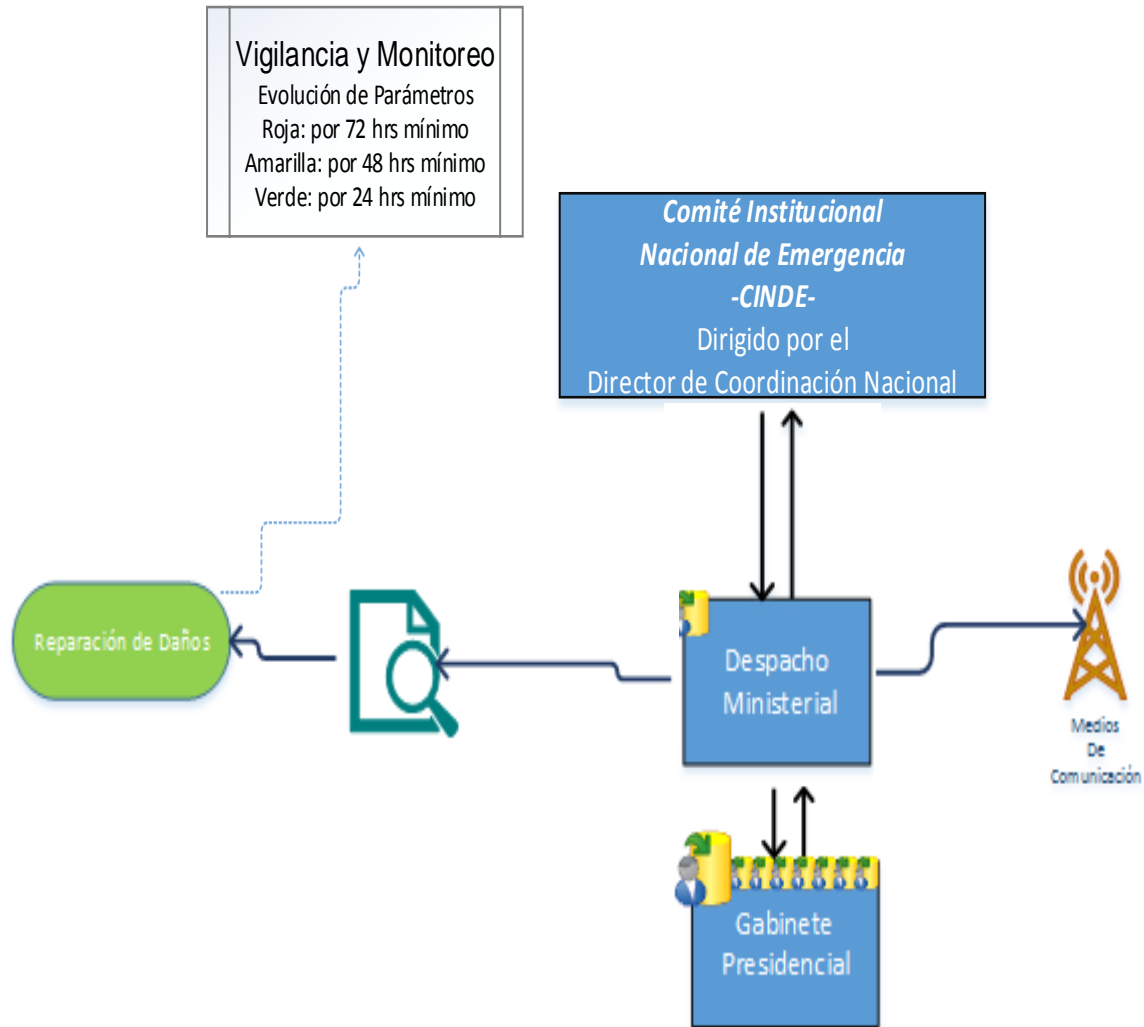 Vigilancia y Monitoreo
Evolución de Parámetros
Roja: por 72 hrs mínimo
Amarilla: por 48 hrs mínimo
Verde: por 24 hrs mínimo
Comité Institucional
Nacional de Emergencia
-CINDE-
Dirigido por el
Director de Coordinación Nacional
Reparación de Daños
Despacho
Ministerial
Medios
De
Comunicación
Gabinete
Presidencial